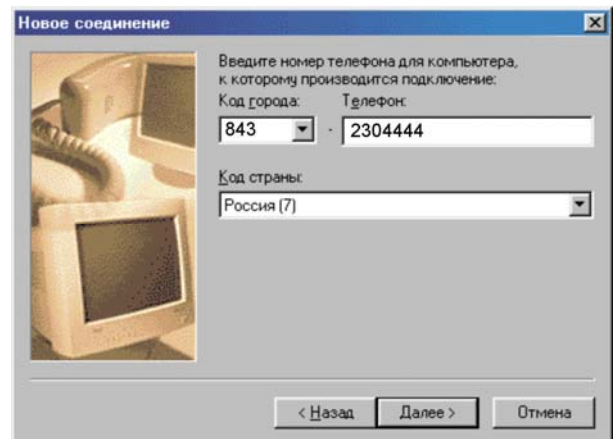 Новое соединение
Введите номер телефона для компьютера,
к которому производится подключение:
Код города: Телефон:
843 - 2304444
Код страны:
Россия (7)
< Назад Далее > Отмена